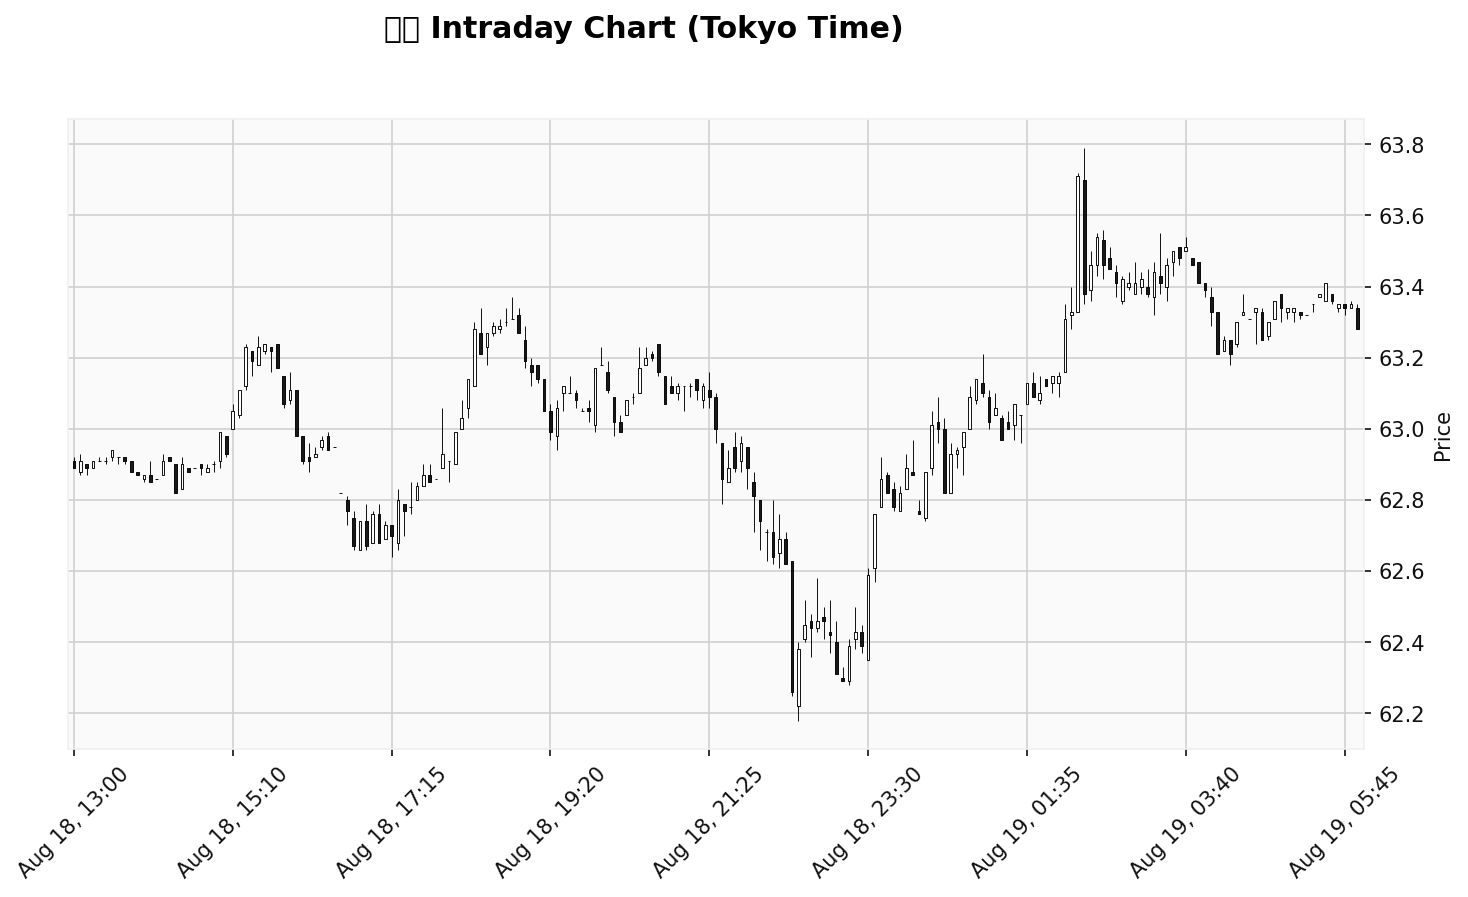 Intraday Chart (Tokyo Time)
63.8
63.6
63.4
63.2
63.0
62.8
62.6
62.4
62.2
Price
Aug 18, 13:00
Aug 18, 15:10
Aug 18, 17:15
Aug 18, 19:20
Aug 18, 21:25
Aug 18, 23:30
Aug 19, 01:35
Aug 19, 03:40
Aug 19, 05:45